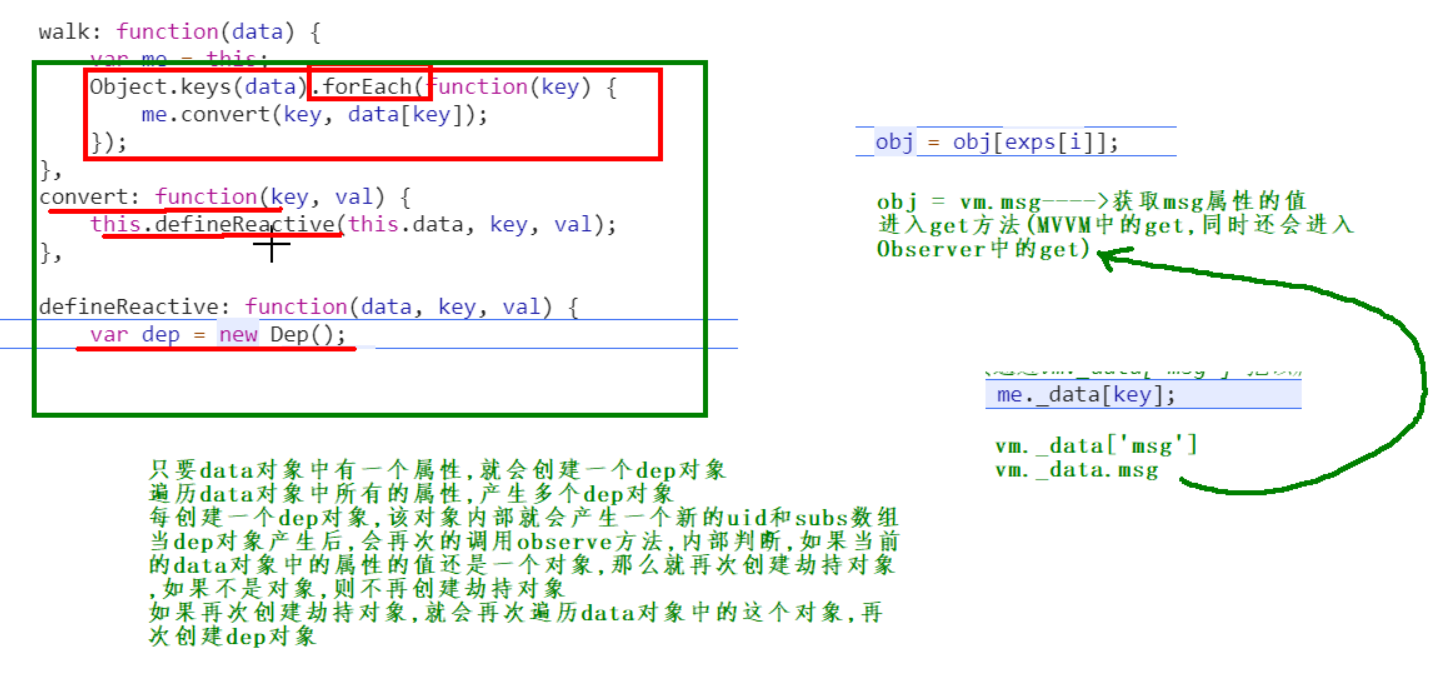 walk: function(data) {
var me = this;
Object.keys(data).forEach(function(key) {
me.convert(key, data[key]);
});
},
convert: function(key, val) {
this.defineReactive(this.data, key, val);
},
defineReactive: function(data, key, val) {
var dep = new Dep();
只要data对象中有一个属性,就会创建一个dep对象
遍历data对象中所有的属性,产生多个dep对象
每创建一个dep对象,该对象内部就会产生一个新的uid和subs数组
当dep对象产生后,会再次的调用observe方法,内部判断,如果当前
的data对象中的属性的值还是一个对象,那么就再次创建劫持对象
,如果不是对象,则不再创建劫持对象
如果再次创建劫持对象,就会再次遍历data对象中的这个对象,再
次创建dep对象
obj = obj[exps[i]];
obj = vm.msg---->获取msg属性的值
进入get方法(MVVM中的get,同时还会进入
Observer中的get)
me._data[key];
vm._data['msg']
vm._data.msg